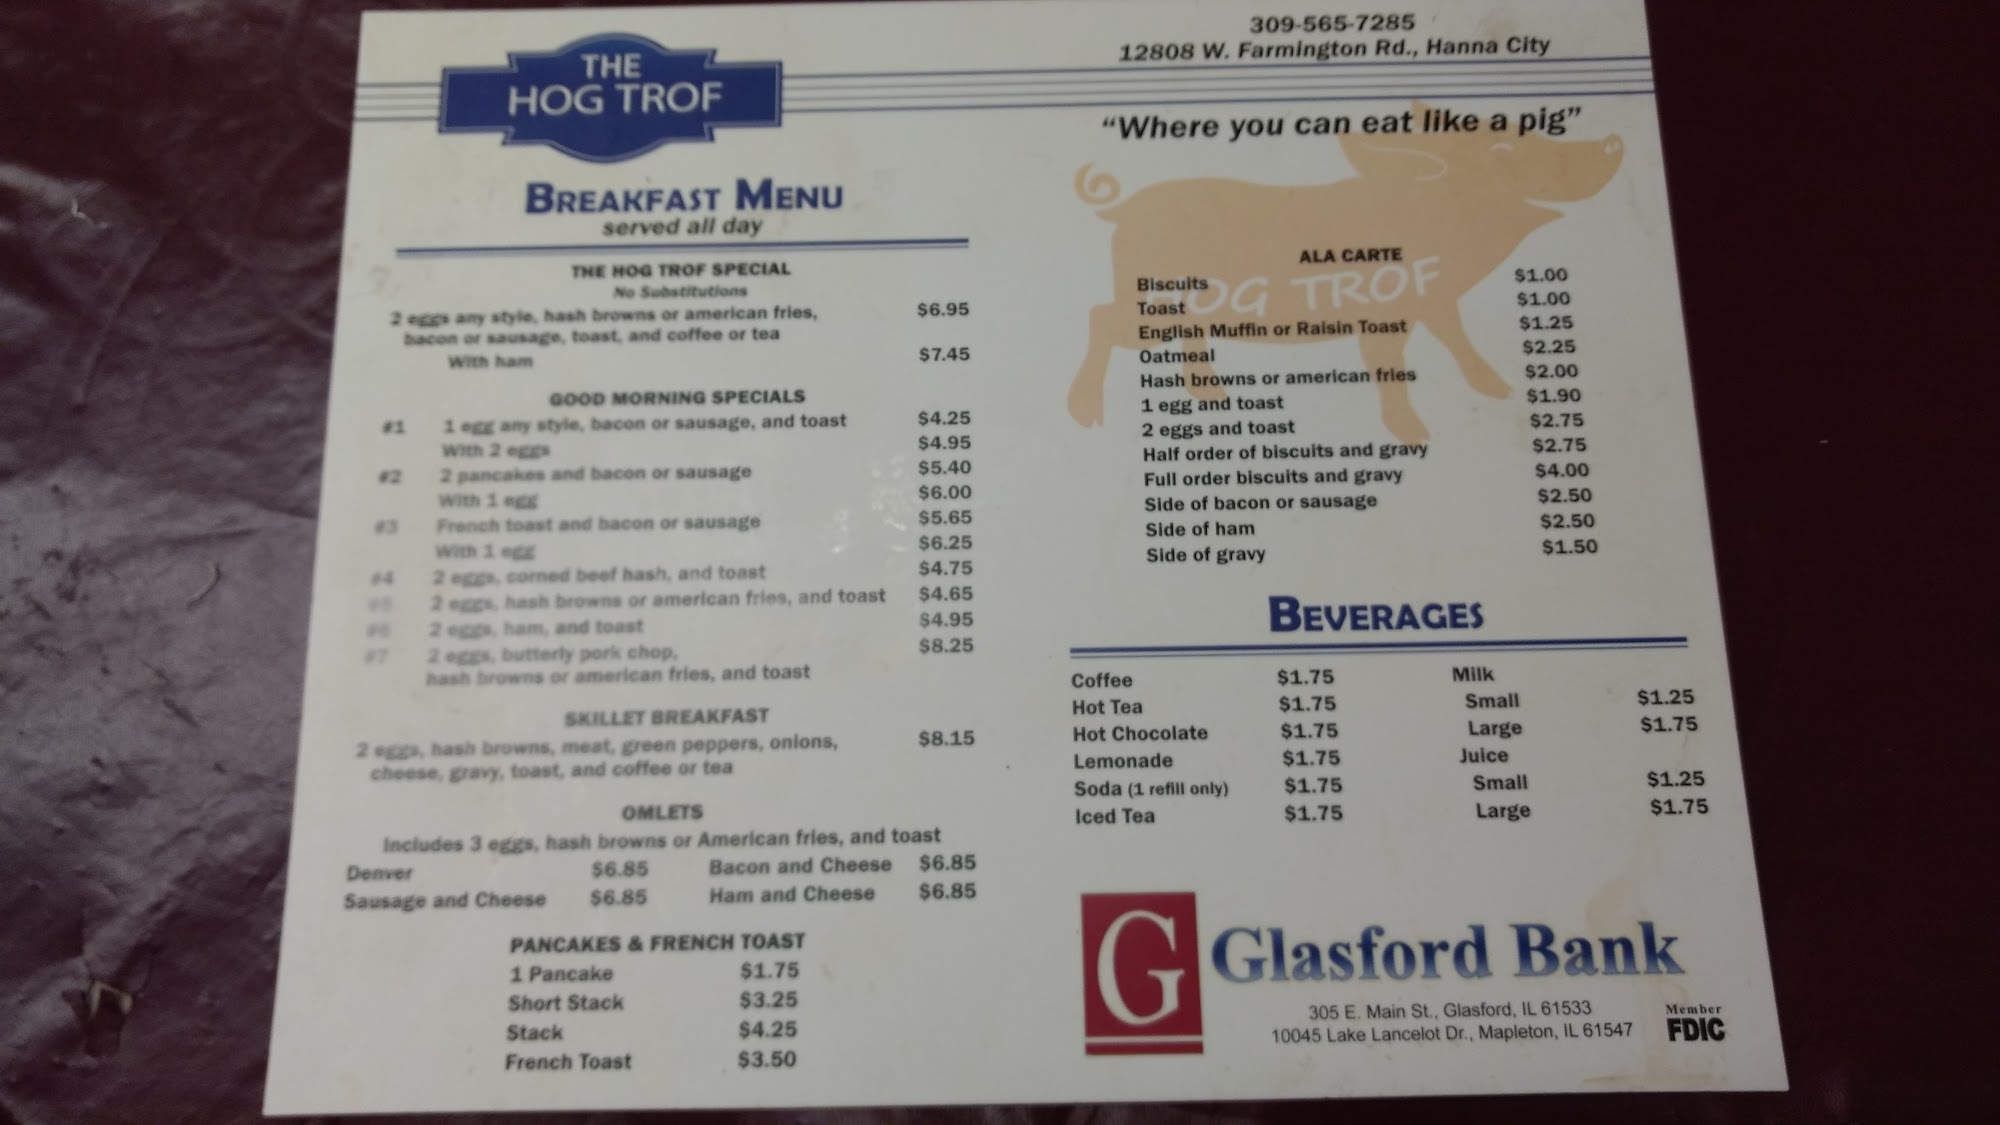 THE
HOG TROF
309-565-7285
12808 W. Farmington Rd., Hanna City
"Where you can eat like a pig"
BREAKFAST MENU
served all day
THE HOG TROF SPECIAL
No Substitutions
2 eggs any style, hash browns or american fries, $6.95
bacon or sausage, toast, and coffee or tea
With ham $7.45
GOOD MORNING SPECIALS
#1 1 egg any style, bacon or sausage, and toast $4.25
With 2 eggs $4.95
#2 2 pancakes and bacon or sausage $5.40
With 1 egg $6.00
#3 French toast and bacon or sausage $5.65
With 1 egg $6.25
#4 2 eggs, corned beef hash, and toast $4.75
#5 2 eggs, hash browns or american fries, and toast $4.65
#6 2 eggs, ham, and toast $4.95
#7 2 eggs, butterly pork chop, $8.25
hash browns or american fries, and toast
SKILLET BREAKFAST
2 eggs, hash browns, meat, green peppers, onions, $8.15
cheese, gravy, toast, and coffee or tea
OMLETS
Includes 3 eggs, hash browns or American fries, and toast
Denver $6.85 Bacon and Cheese $6.85
Sausage and Cheese $6.85 Ham and Cheese $6.85
PANCAKES & FRENCH TOAST
1 Pancake $1.75
Short Stack $3.25
Stack $4.25
French Toast $3.50
ALA CARTE
HOG TROF
Biscuits $1.00
Toast $1.00
English Muffin or Raisin Toast $1.25
Oatmeal $2.25
Hash browns or american fries $2.00
1 egg and toast $1.90
2 eggs and toast $2.75
Half order of biscuits and gravy $2.75
Full order biscuits and gravy $4.00
Side of bacon or sausage $2.50
Side of ham $2.50
Side of gravy $1.50
BEVERAGES
Coffee $1.75 Milk
Hot Tea $1.75 Small $1.25
Hot Chocolate $1.75 Large $1.75
Lemonade $1.75 Juice
Soda (1 refill only) $1.75 Small $1.25
Iced Tea $1.75 Large $1.75
G Glasford Bank
305 E. Main St., Glasford, IL 61533
10045 Lake Lancelot Dr., Mapleton, IL 61547
Member
FDIC